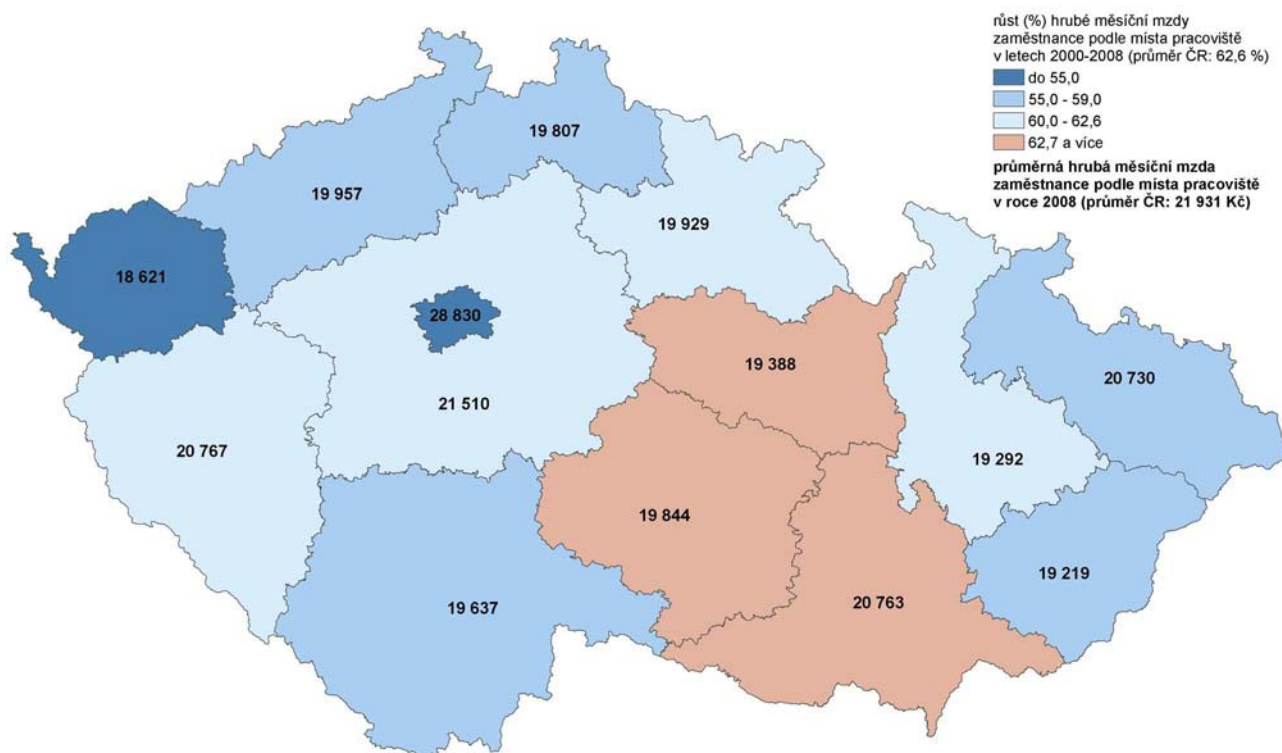 růst (%) hrubé měsíční mzdy
zaměstnance podle místa pracoviště
v letech 2000-2008 (průměr ČR: 62,6 %)
do 55,0
55,0 - 59,0
60,0 - 62,6
62,7 a více
průměrná hrubá měsíční mzda
zaměstnance podle místa pracoviště
v roce 2008 (průměr ČR: 21 931 Kč)
19 807
19 957
19 929
18 621
28 830
19 388
20 730
21 510
20 767
19 292
19 844
19 219
19 637
20 763